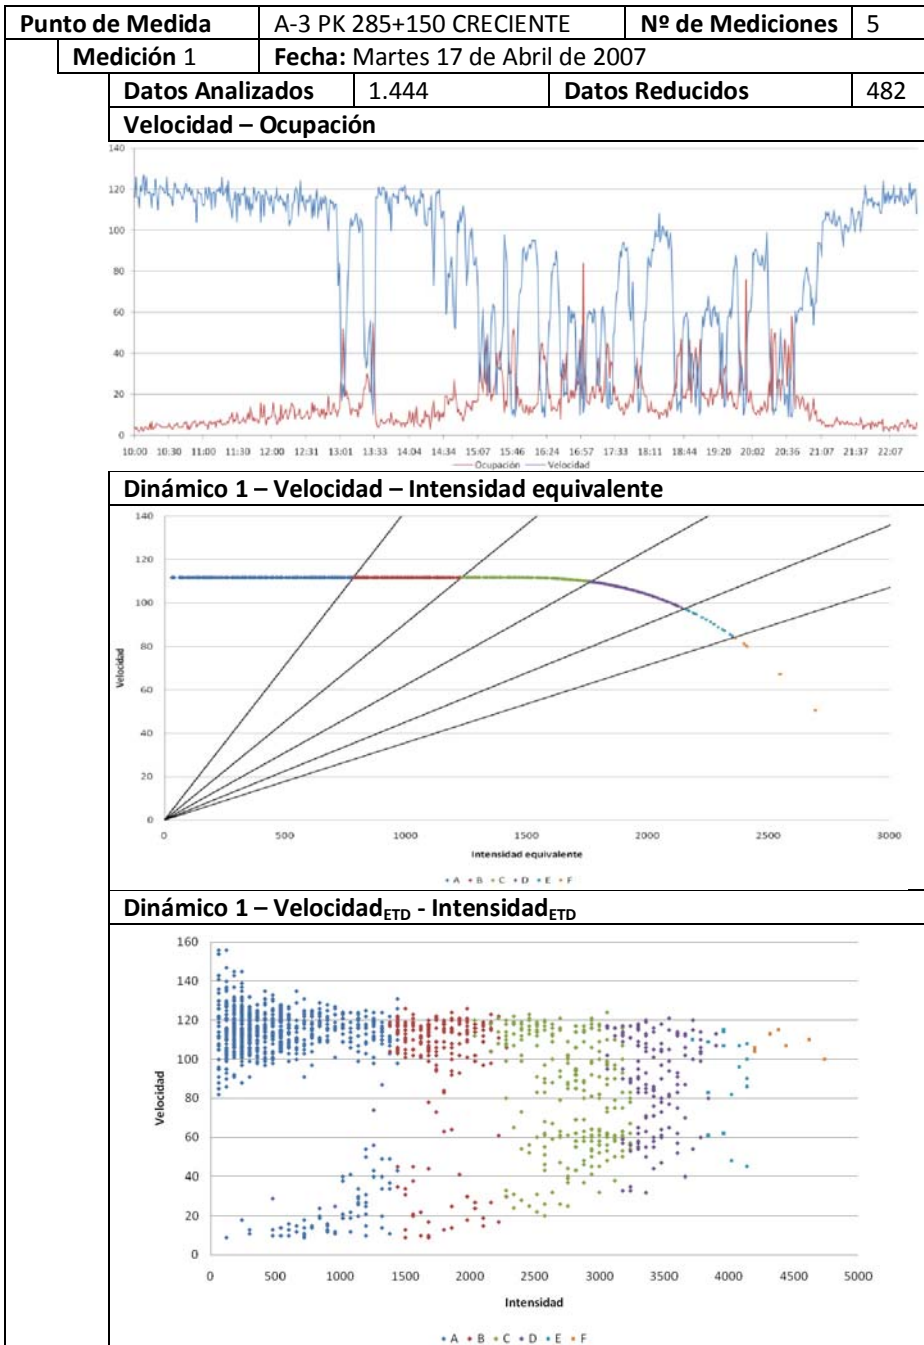 Punto de Medida A-3 PK 285+150 CRECIENTE Nº de Mediciones 5
Medición 1 Fecha: Martes 17 de Abril de 2007
Datos Analizados 1.444 Datos Reducidos 482
Velocidad – Ocupación
140
120
100
80
60
40
20
0
10:00 10:30 11:00 11:30 12:00 12:31 13:01 13:33 14:04 14:34 15:07 15:46 16:24 16:57 17:33 18:11 18:44 19:20 20:02 20:36 21:07 21:37 22:07
Ocupación Velocidad
Dinámico 1 – Velocidad – Intensidad equivalente
140
120
100
80
60
40
20
0
Velocidad
0 500 1000 1500 2000 2500 3000
Intensidad equivalente
A B C D E F
Dinámico 1 – VelocidadETD - IntensidadETD
160
140
120
100
80
60
40
20
0
Velocidad
0 500 1000 1500 2000 2500 3000 3500 4000 4500 5000
Intensidad
A B C D E F